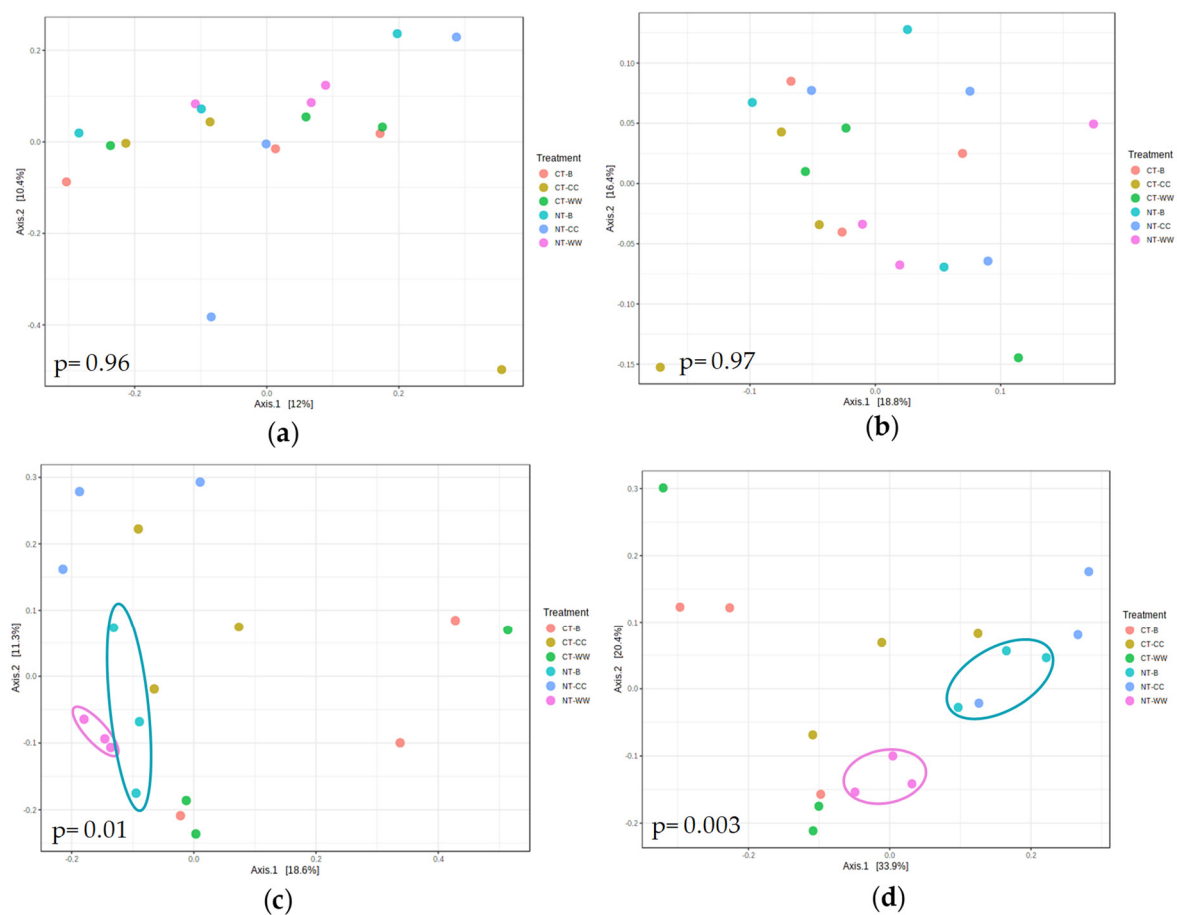 0.2
0.0
-0.2
-0.4
Axis.2 [10.4%]
-0.2
0.0
0.2
Axis.1 [12%]
p= 0.96
Treatment
CT-B
CT-CC
CT-WW
NT-B
NT-CC
NT-WW
(a)
0.10
0.05
0.00
-0.05
-0.10
-0.15
Axis.2 [16.4%]
-0.1
0.0
0.1
Axis.1 [18.8%]
p= 0.97
Treatment
CT-B
CT-CC
CT-WW
NT-B
NT-CC
NT-WW
(b)
0.3
0.2
0.1
0.0
-0.1
-0.2
Axis.2 [11.3%]
-0.2
0.0
0.2
0.4
Axis.1 [18.6%]
p= 0.01
Treatment
CT-B
CT-CC
CT-WW
NT-B
NT-CC
NT-WW
(c)
0.3
0.2
0.1
0.0
-0.1
-0.2
Axis.2 [20.4%]
-0.2
0.0
0.2
Axis.1 [33.9%]
p= 0.003
Treatment
CT-B
CT-CC
CT-WW
NT-B
NT-CC
NT-WW
(d)